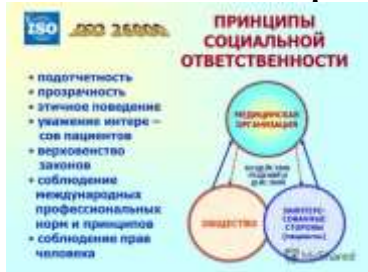 ISO
ISO 26000:
ПРИНЦИПЫ
СОЦИАЛЬНОЙ
ОТВЕТСТВЕННОСТИ
• подотчетность
• прозрачность
• этичное поведение
• уважение интере –
сов пациентов
• верховенство
законов
• соблюдение
международных
профессиональных
норм и принципов
• соблюдение прав
человека
МЕДИЦИНСКАЯ
ОРГАНИЗАЦИЯ
ОБЩЕСТВО
ЗАИНТЕРЕ-
СОВАННЫЕ
СТОРОНЫ
(пациенты)
MyShared